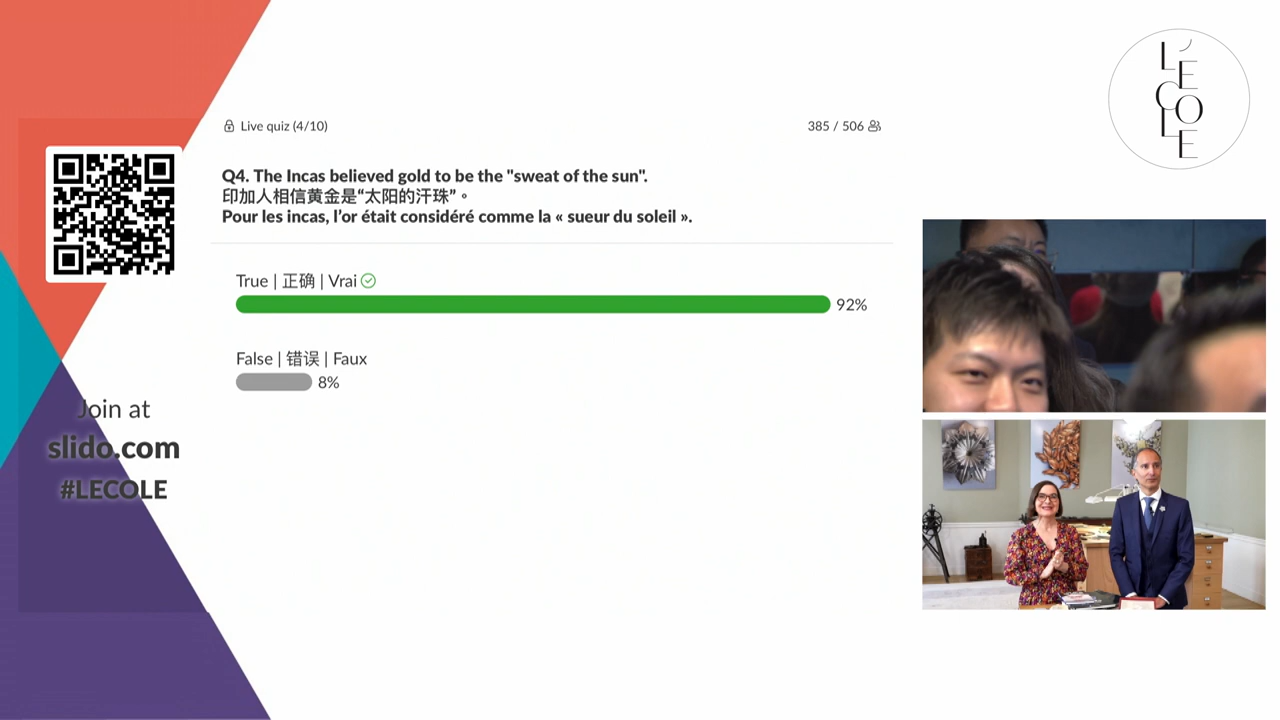 Live quiz (4/10)
385 / 506
Q4. The Incas believed gold to be the "sweat of the sun".
印加人相信黄金是“太阳的汗珠”。
Pour les incas, l’or était considéré comme la « sueur du soleil ».
True | 正确 | Vrai
92%
False | 错误 | Faux
8%
Join at
slido.com
#LECOLE
L'ÉCOLE